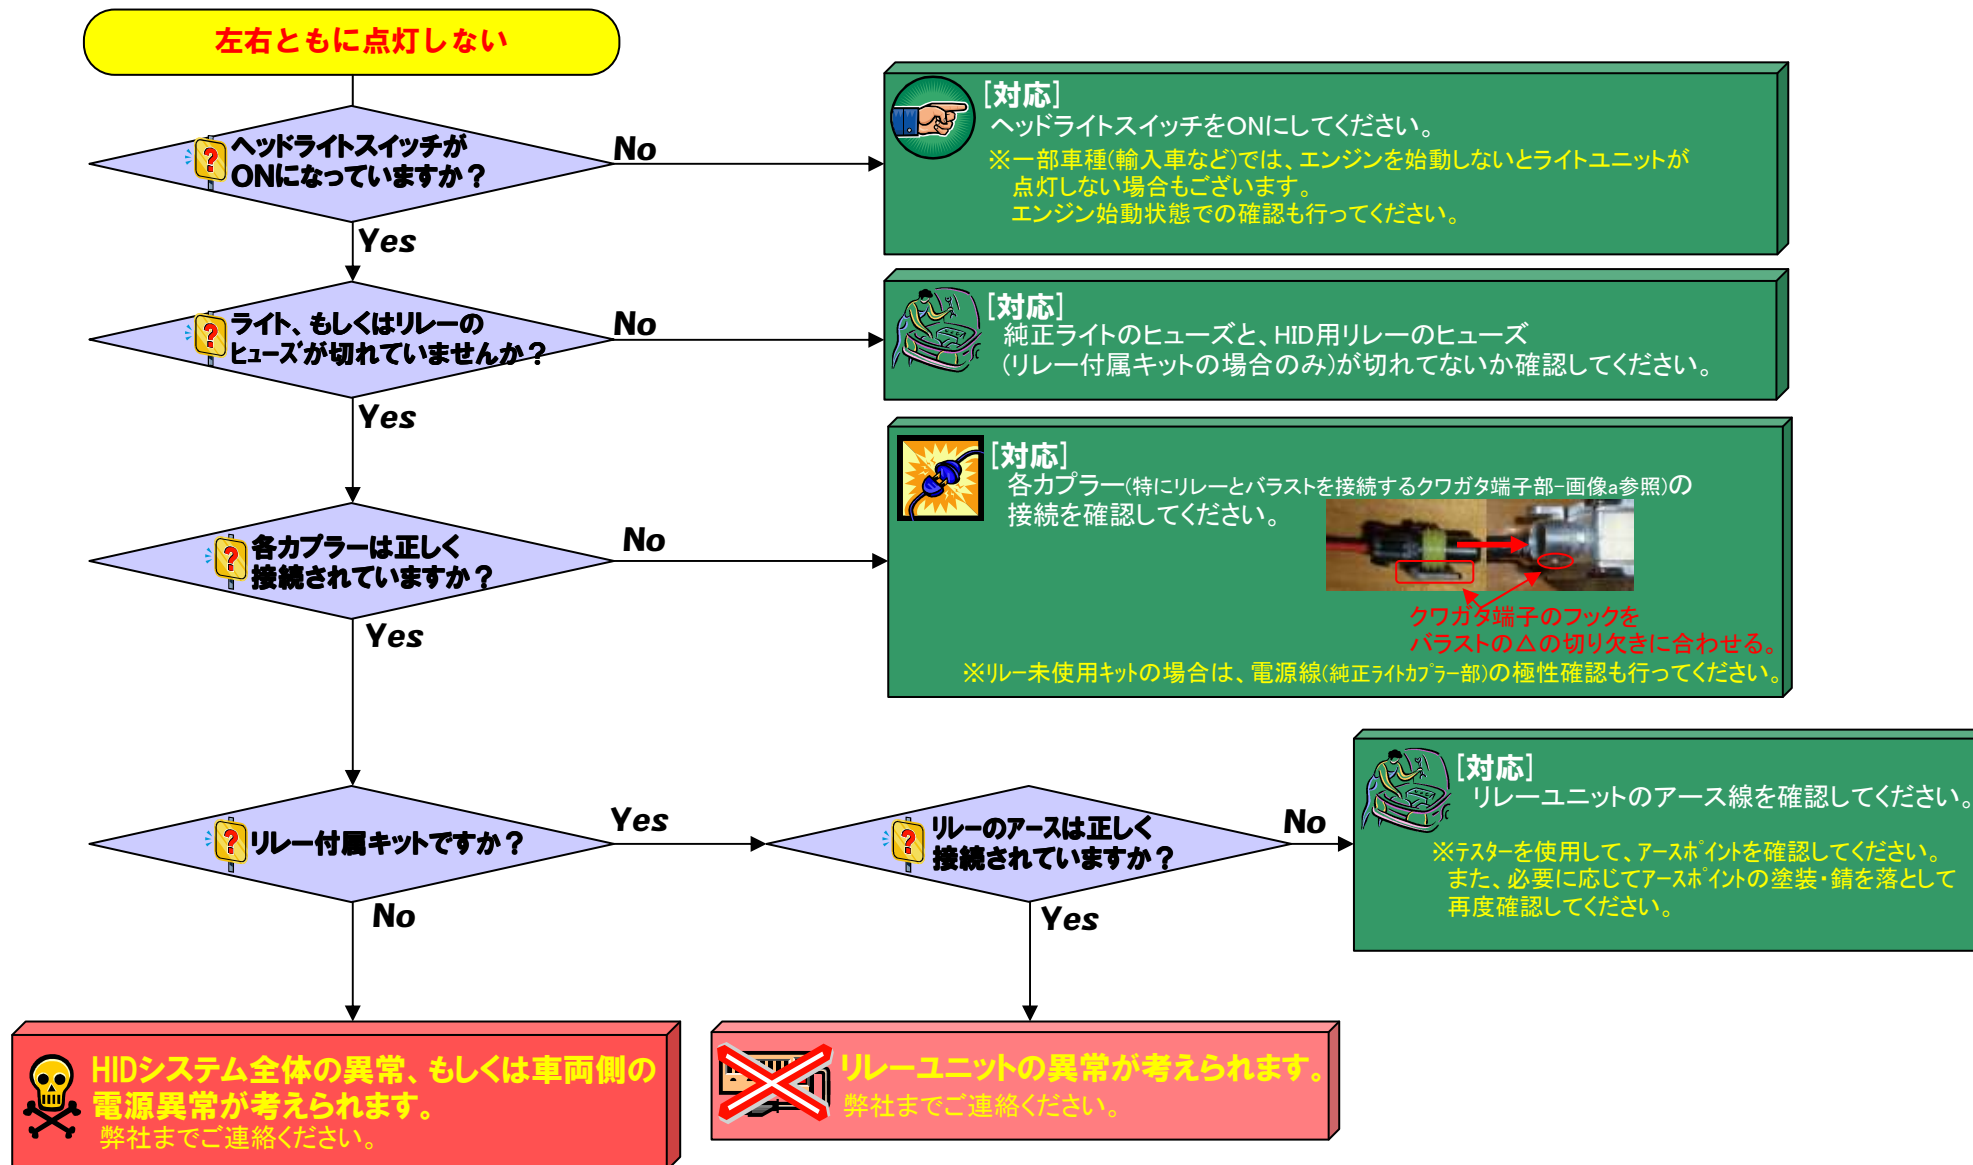 左右ともに点灯しない
ヘッドライトスイッチが
ONになっていますか？
No
Yes
[対応]
ヘッドライトスイッチをONにしてください。
※一部車種(輸入車など)では、エンジンを始動しないとライトユニットが
点灯しない場合もございます。
エンジン始動状態での確認も行ってください。
ライト、もしくはリレーの
ﾋｭｰｽﾞが切れていませんか？
No
Yes
[対応]
純正ライトのヒューズと、HID用リレーのヒューズ
(リレー付属キットの場合のみ)が切れてないか確認してください。
各カプラーは正しく
接続されていますか？
No
Yes
[対応]
各カプラー(特にリレーとバラストを接続するクワガタ端子部-画像a参照)の
接続を確認してください。
クワガタ端子のフックを
バラストの△の切り欠きに合わせる。
※ﾘﾚｰ未使用ｷｯﾄの場合は、電源線(純正ﾗｲﾄｶﾌﾟﾗｰ部)の極性確認も行ってください。
リレー付属キットですか？
Yes
No
ﾘﾚｰのｱｰｽは正しく
接続されていますか？
No
Yes
[対応]
リレーユニットのアース線を確認してください。
※ﾃｽﾀｰを使用して、ｱｰｽﾎﾟｲﾝﾄを確認してください。
また、必要に応じてｱｰｽﾎﾟｲﾝﾄの塗装・錆を落として
再度確認してください。
HIDシステム全体の異常、もしくは車両側の
電源異常が考えられます。
弊社までご連絡ください。
リレーユニットの異常が考えられます。
弊社までご連絡ください。